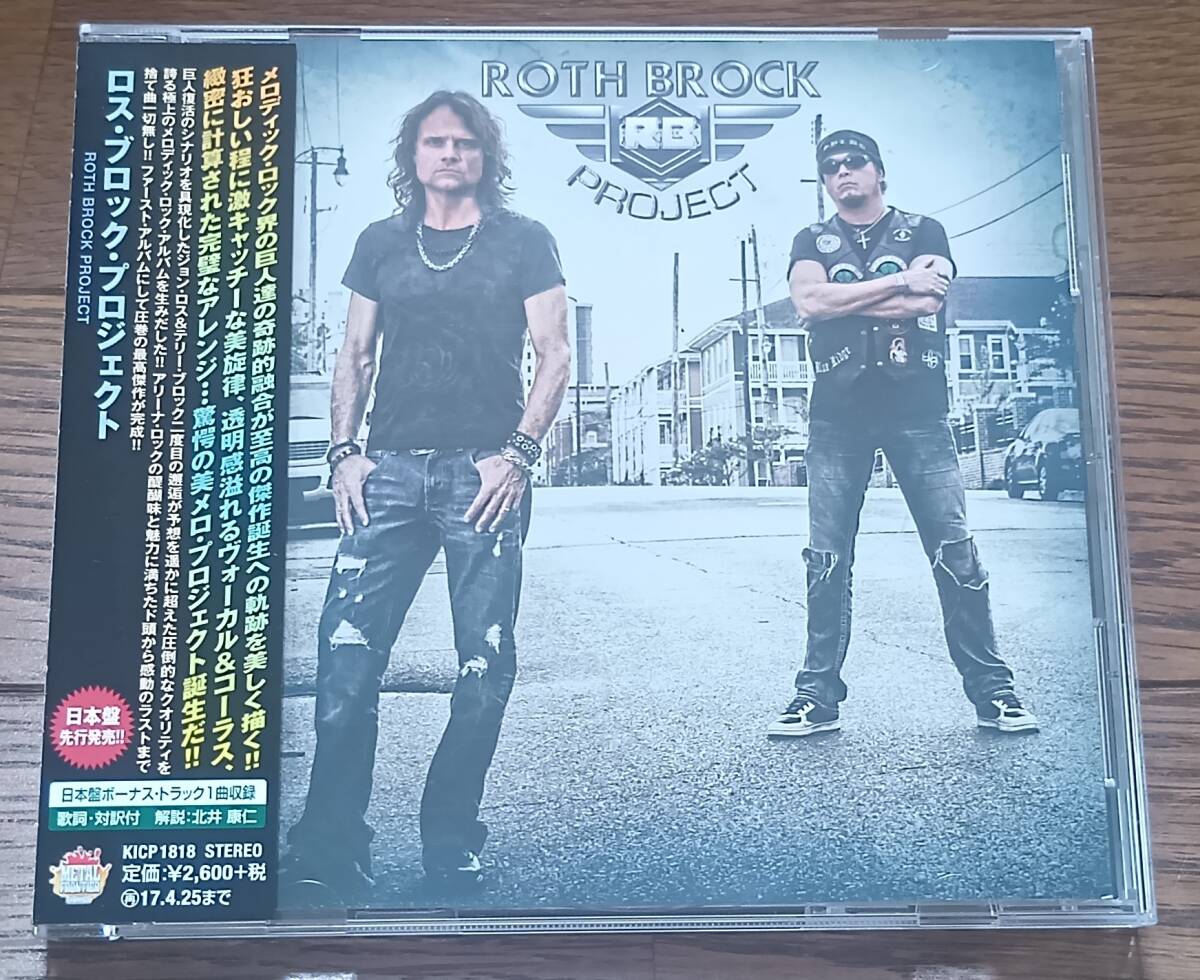 ロス・ブロック・プロジェクト
ROTH BROCK PROJECT
メロディック・ロック界の巨人達の奇跡的融合が至高の傑作誕生への軌跡を美しく描く!!
狂おしい程に激キャッチーな美旋律、透明感溢れるヴォーカル&コーラス、
緻密に計算された完璧なアレンジ…驚愕の美メロ・プロジェクト誕生だ!!
巨人復活のシナリオを具現化したジョン・ロス&テリー・ブロック二度目の邂逅が予想を遥かに超えた圧倒的なクオリティを
誇る極上のメロディック・ロック・アルバムを生みだした!! アリーナ・ロックの醍醐味と魅力に満ちたド頭から感動のラストまで
捨て曲一切無し!! ファースト・アルバムにして圧巻の最高傑作が完成!!
日本盤
先行発売!!
日本盤ボーナス・トラック1曲収録
歌詞・対訳付 解説:北井 康仁
KICP1818 STEREO
定価:¥2,600+税
㋐17.4.25まで
METAL
ROTH BROCK
RB
PROJECT